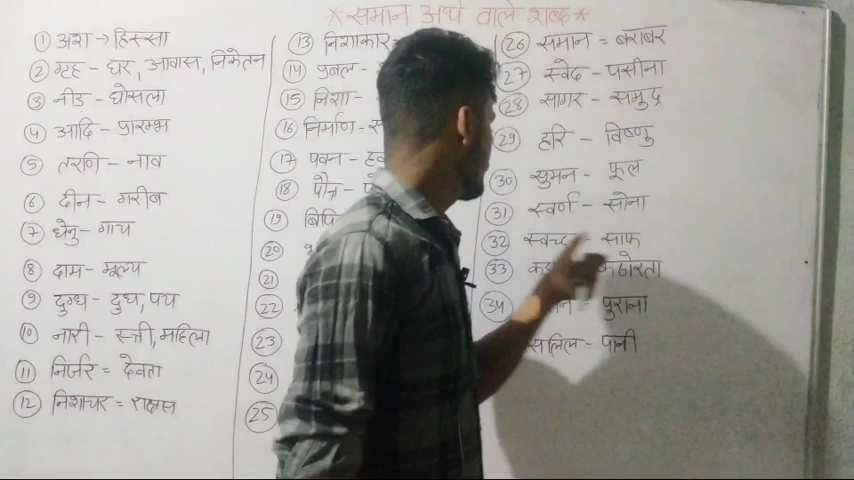 *समान अर्थ वाले शब्द*
① अश → हिस्सा
② गृह - घर, आवास, निकेतन
③ नीड - घोसला
④ आदि - प्रारम्भ
⑤ तरणि - नाव
⑥ दीन - गरीब
⑦ धेनु - गाय
⑧ दाम - मूल्य
⑨ दुग्ध - दुध, पय
⑩ नारी - स्त्री, महिला
⑪ निर्जर = देवता
⑫ निशाचर = राक्षस
⑬ निशाकार -
⑭ प्रबल -
⑮ निशा -
⑯ निर्माण -
⑰ पवन -
⑱ पौत्र -
⑲
⑳
㉑
㉒
㉓
㉔
㉕
㉖ समान = बराबर
㉗ स्वेद - पसीना
㉘ सागर - समुद्र
㉙ हरि - विष्णु
㉚ सुमन - फूल
㉛ स्वर्ण - सोना
㉜ स्वच्छ - साफ
㉝ कठोरता
㉞ पुराना
सलिल - पानी